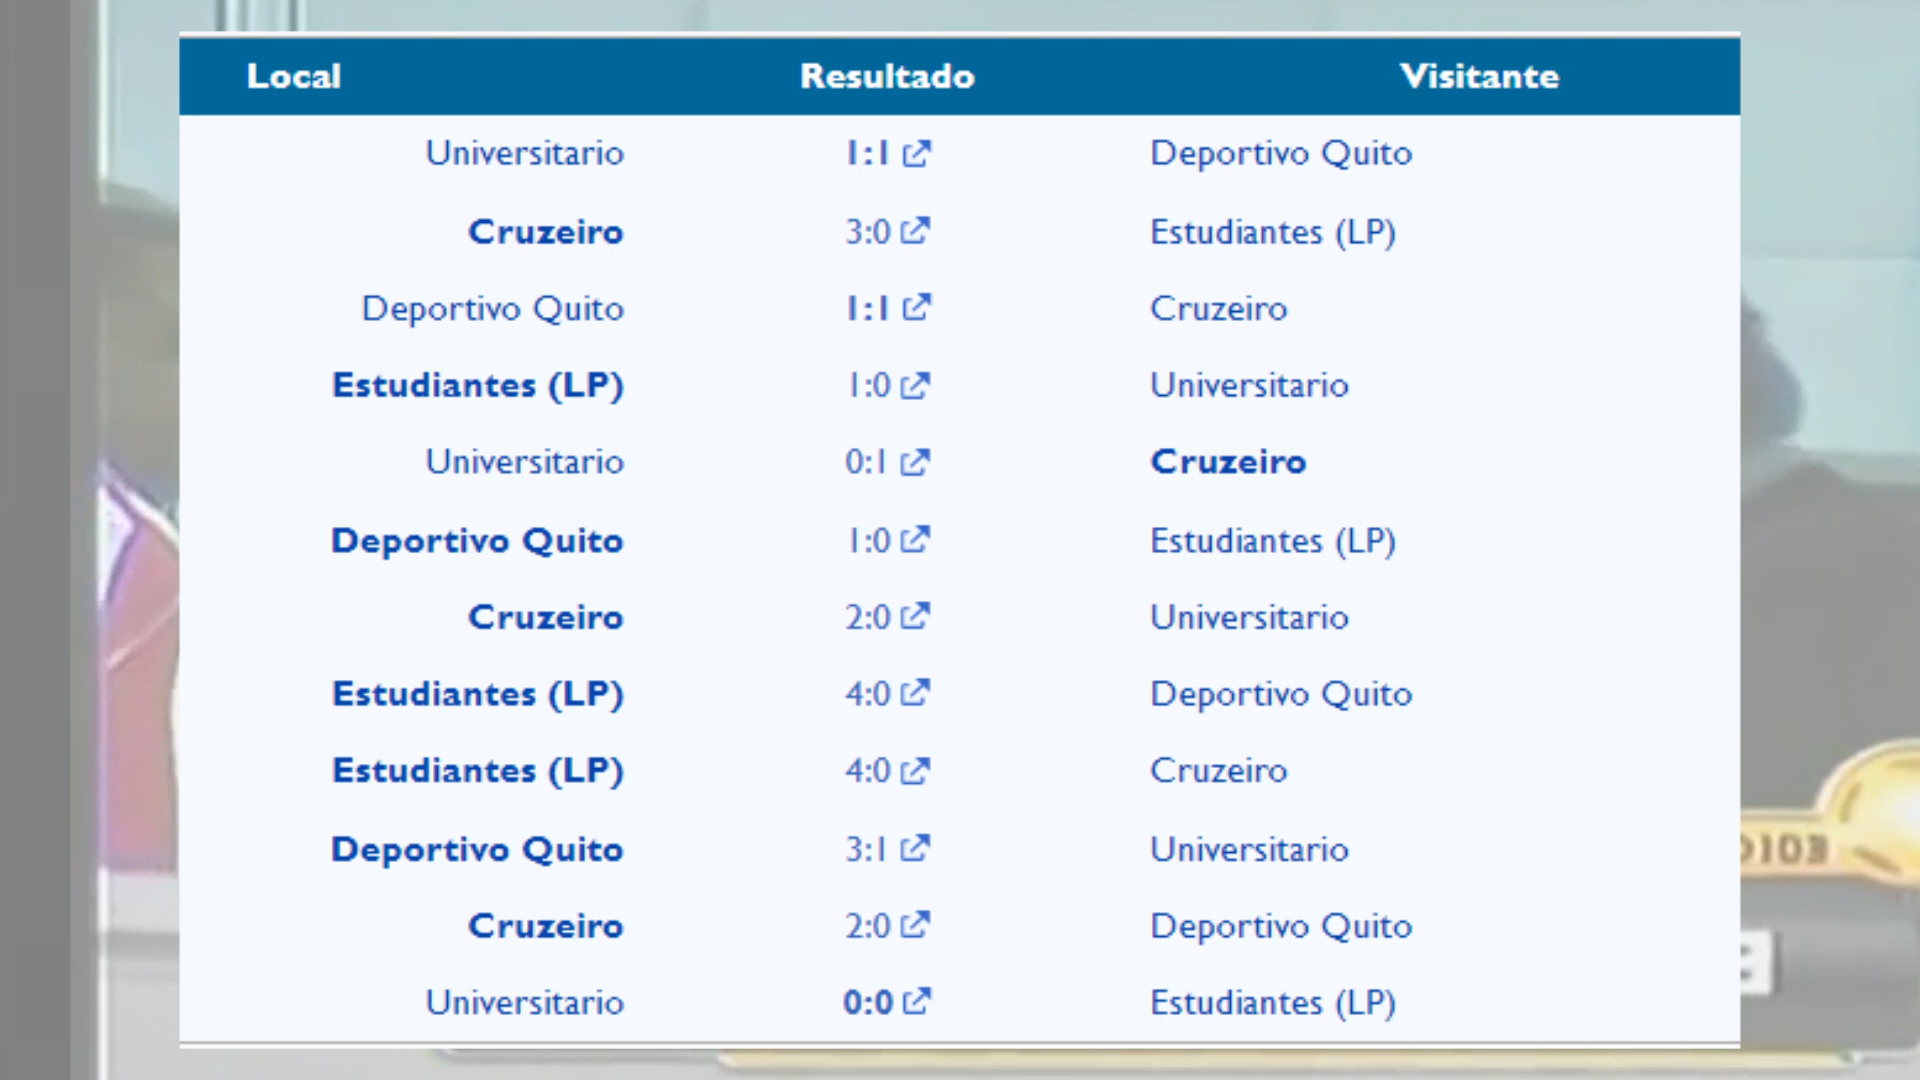 Local Resultado Visitante
Universitario 1:1 Deportivo Quito
Cruzeiro 3:0 Estudiantes (LP)
Deportivo Quito 1:1 Cruzeiro
Estudiantes (LP) 1:0 Universitario
Universitario 0:1 Cruzeiro
Deportivo Quito 1:0 Estudiantes (LP)
Cruzeiro 2:0 Universitario
Estudiantes (LP) 4:0 Deportivo Quito
Estudiantes (LP) 4:0 Cruzeiro
Deportivo Quito 3:1 Universitario
Cruzeiro 2:0 Deportivo Quito
Universitario 0:0 Estudiantes (LP)